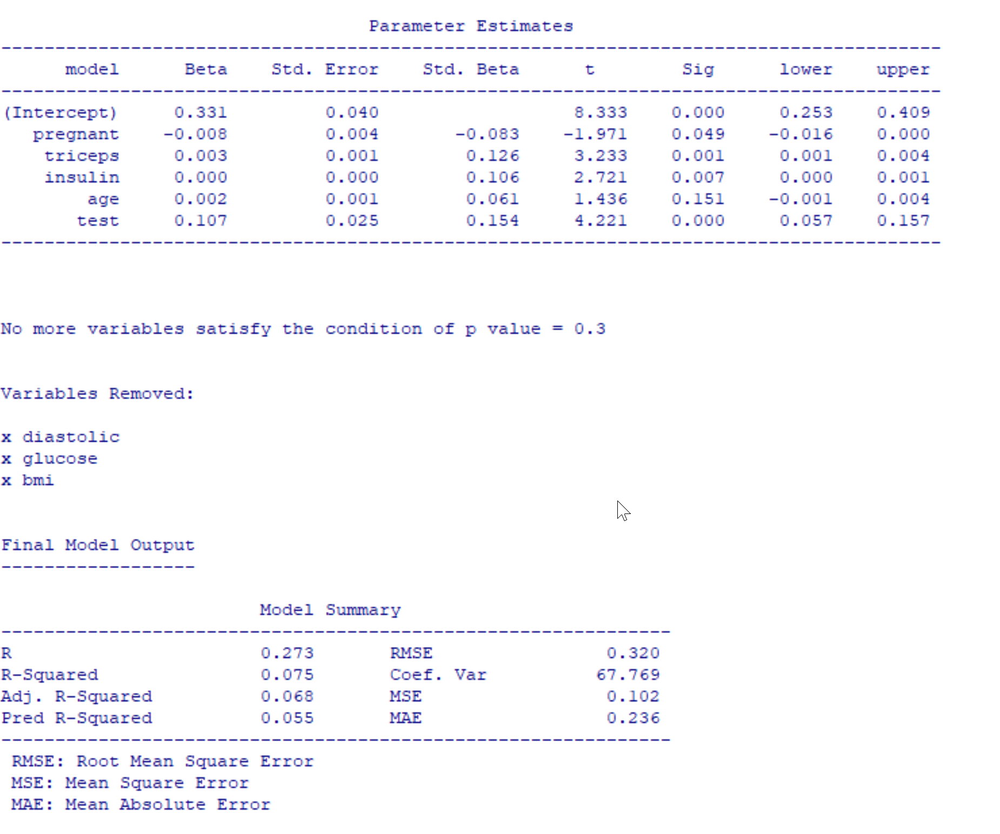 Parameter Estimates
---------------------------------------------------------------------------------------
model Beta Std. Error Std. Beta t Sig lower upper
---------------------------------------------------------------------------------------
(Intercept) 0.331 0.040 8.333 0.000 0.253 0.409
pregnant -0.008 0.004 -0.083 -1.971 0.049 -0.016 0.000
triceps 0.003 0.001 0.126 3.233 0.001 0.001 0.004
insulin 0.000 0.000 0.106 2.721 0.007 0.000 0.001
age 0.002 0.001 0.061 1.436 0.151 -0.001 0.004
test 0.107 0.025 0.154 4.221 0.000 0.057 0.157
---------------------------------------------------------------------------------------
No more variables satisfy the condition of p value = 0.3
Variables Removed:
x diastolic
x glucose
x bmi
Final Model Output
------------------
Model Summary
--------------------------------------------------------------
R 0.273 RMSE 0.320
R-Squared 0.075 Coef. Var 67.769
Adj. R-Squared 0.068 MSE 0.102
Pred R-Squared 0.055 MAE 0.236
--------------------------------------------------------------
RMSE: Root Mean Square Error
MSE: Mean Square Error
MAE: Mean Absolute Error